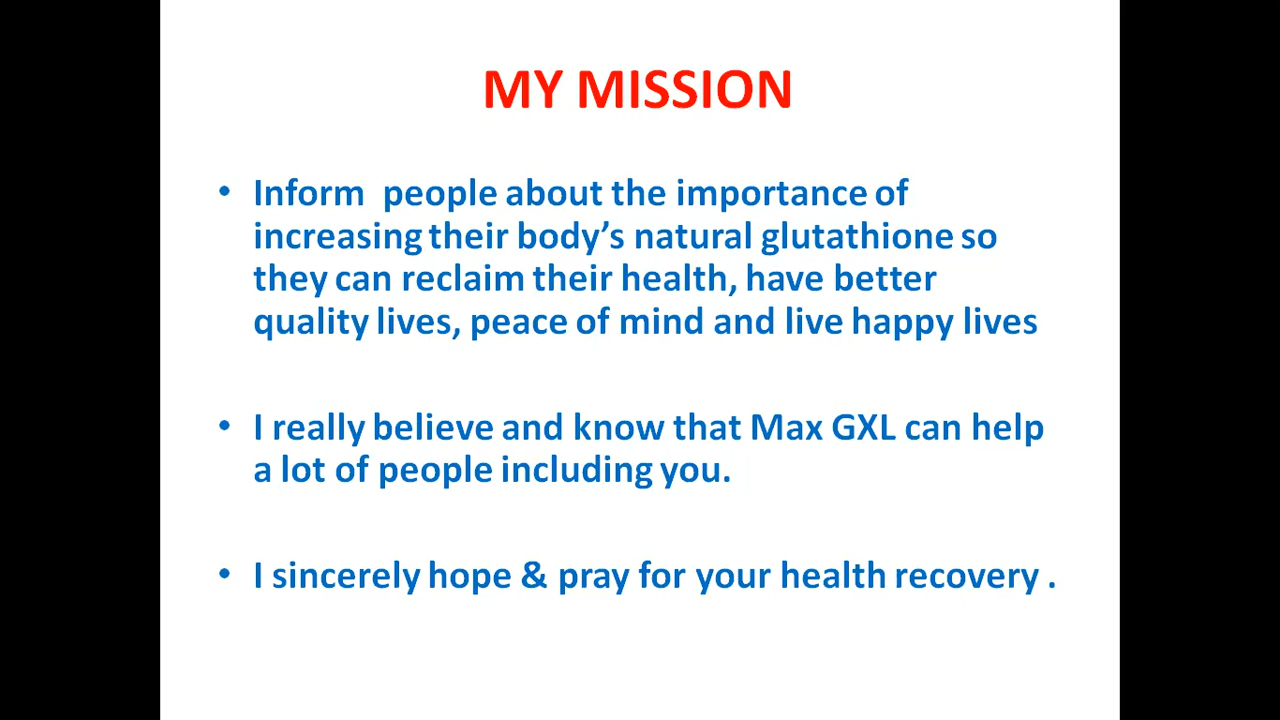 MY MISSION
• Inform  people about the importance of
increasing their body's natural glutathione so
they can reclaim their health, have better
quality lives, peace of mind and live happy lives
• I really believe and know that Max GXL can help
a lot of people including you.
• I sincerely hope & pray for your health recovery .